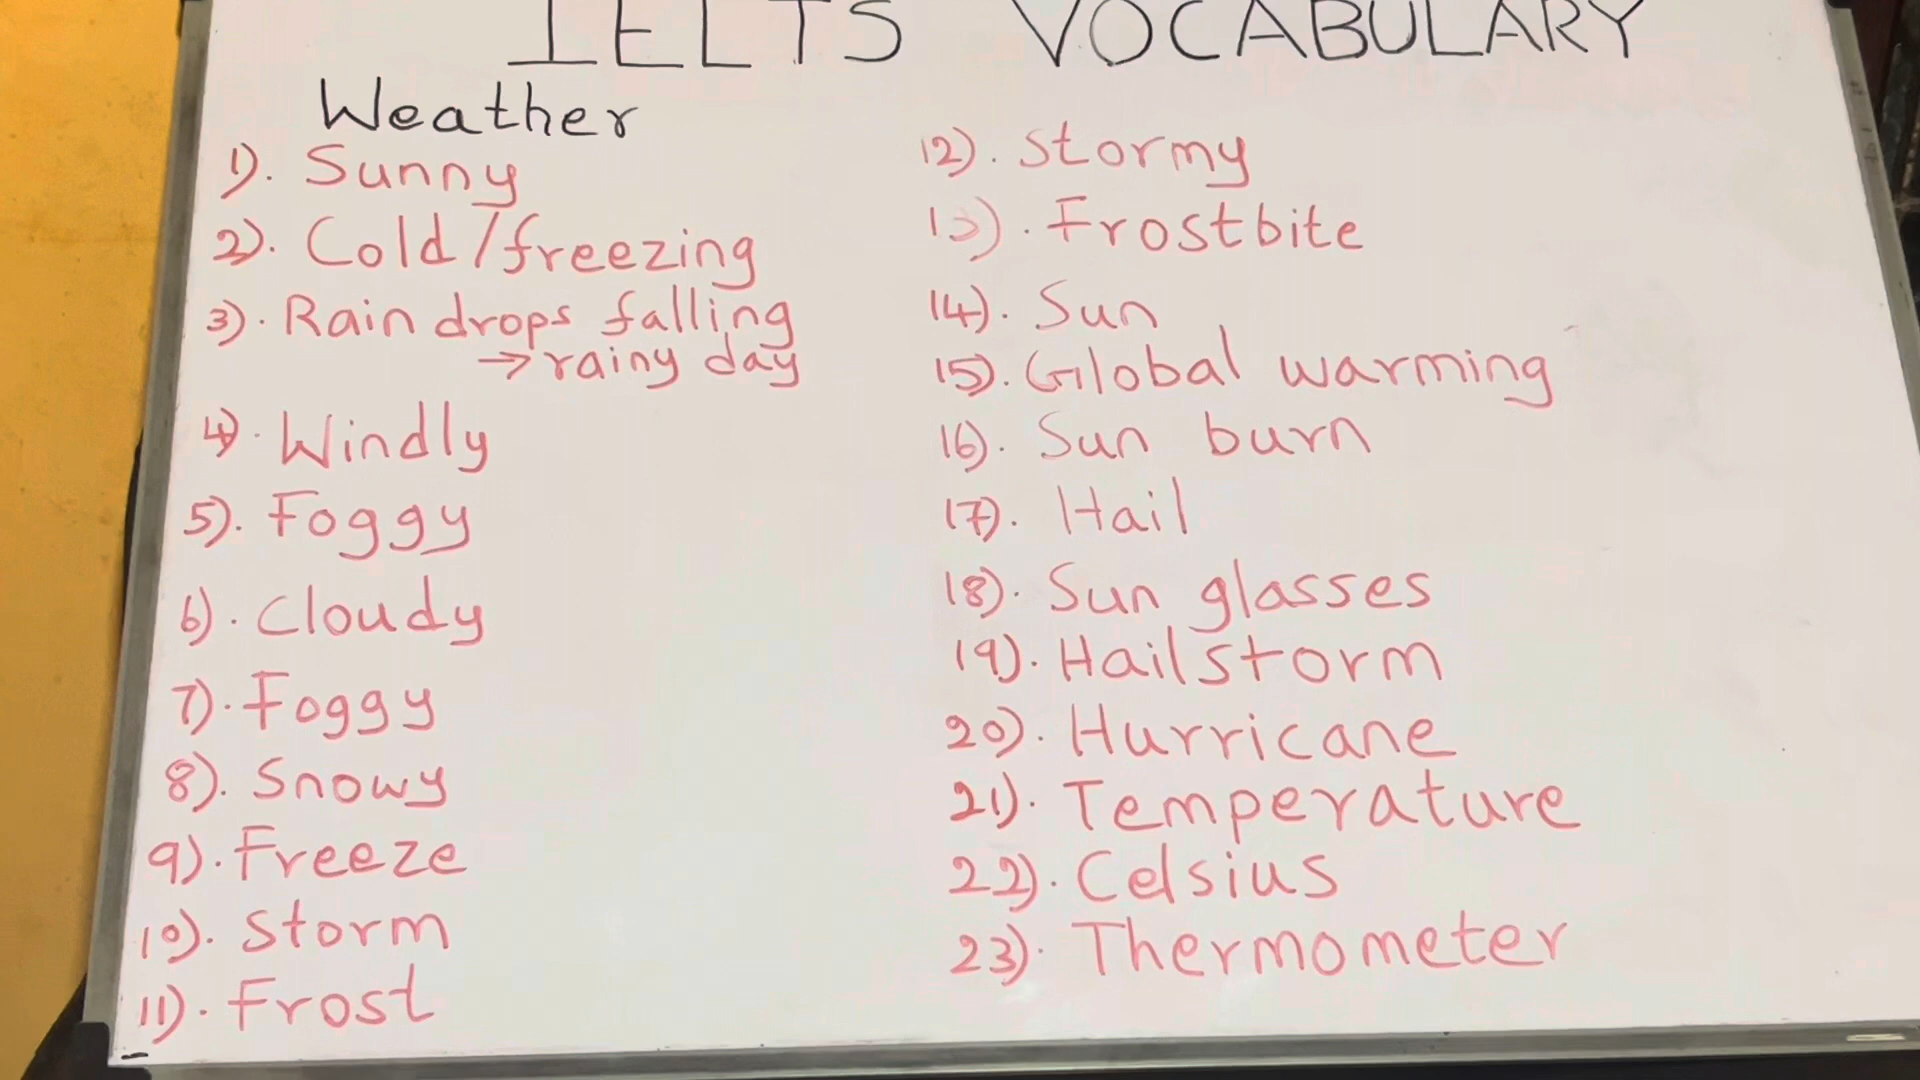 IELTS VOCABULARY
Weather
1). Sunny
2). Cold/freezing
3). Rain drops falling
→ rainy day
4). Windly
5). Foggy
6). Cloudy
7). Foggy
8). Snowy
9). Freeze
10). Storm
11). Frost
12). Stormy
13). Frostbite
14). Sun
15). Global warming
16). Sun burn
17). Hail
18). Sun glasses
19). Hailstorm
20). Hurricane
21). Temperature
22). Celsius
23). Thermometer